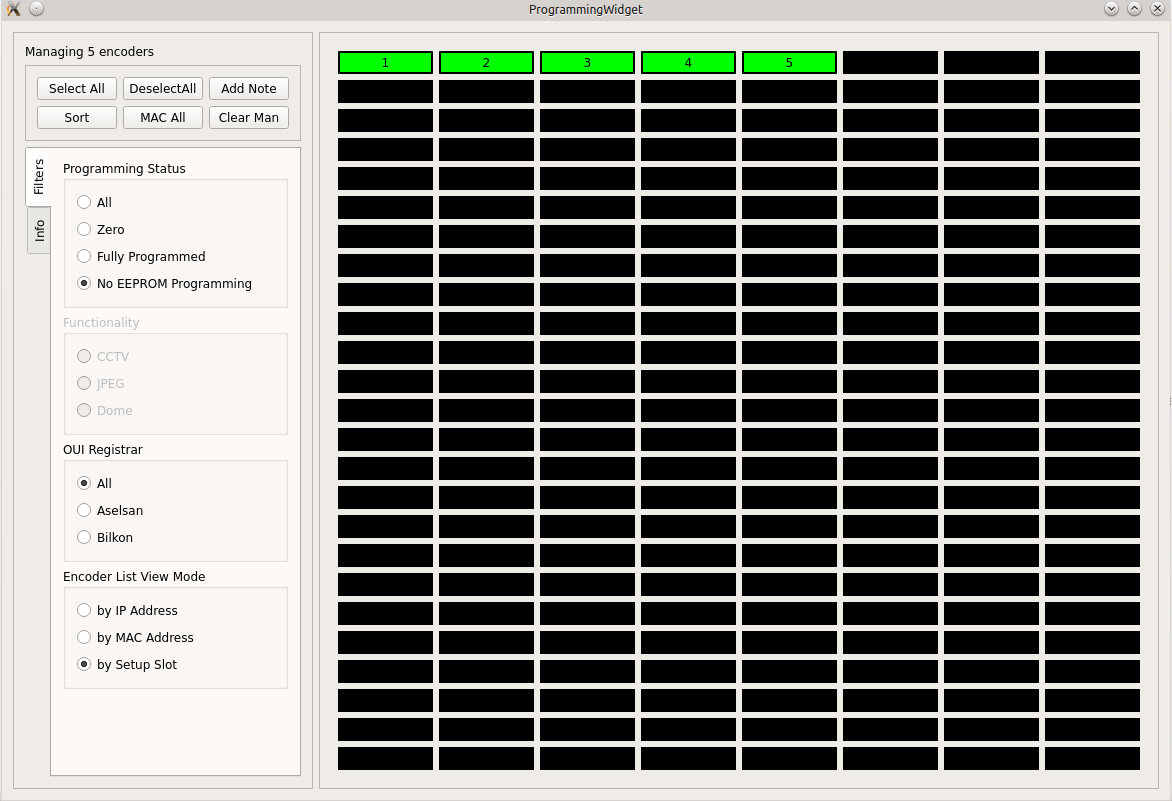 ProgrammingWidget
Managing 5 encoders
Select All DeselectAll Add Note
Sort MAC All Clear Man
Filters
Info
Programming Status
All
Zero
Fully Programmed
No EEPROM Programming
Functionality
CCTV
JPEG
Dome
OUI Registrar
All
Aselsan
Bilkon
Encoder List View Mode
by IP Address
by MAC Address
by Setup Slot
1 2 3 4 5